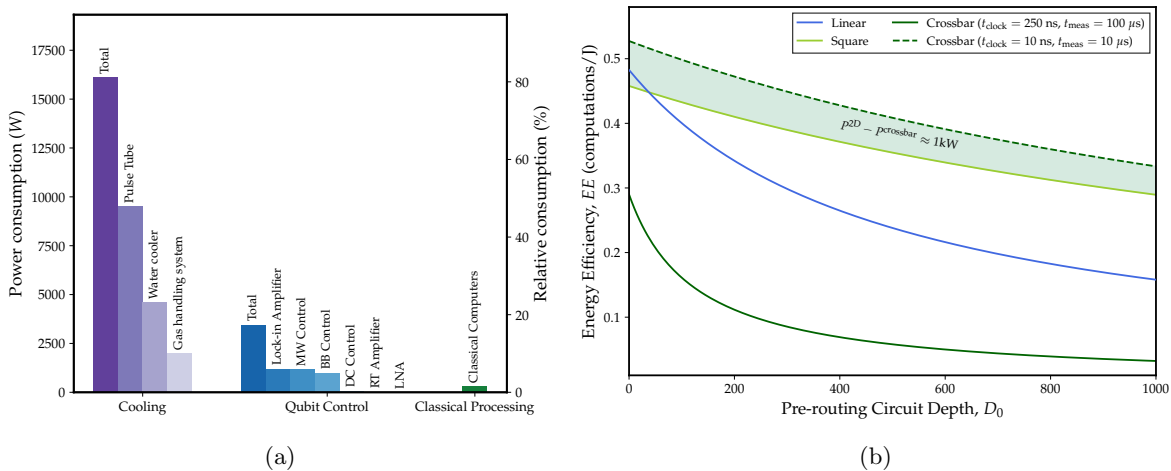 Power consumption (W)
17500
15000
12500
10000
7500
5000
2500
0
Total
Pulse Tube
Water cooler
Gas handling system
Total
Lock-in Amplifier
MW Control
BB Control
DC Control
RT Amplifier
LNA
Classical Computers
Cooling
Qubit Control
Classical Processing
80
60
40
20
0
Relative consumption (%)
(a)
Energy Efficiency, EE (computations/J)
0.5
0.4
0.3
0.2
0.1
Linear
Square
Crossbar (t_clock = 250 ns, t_meas = 100 μs)
Crossbar (t_clock = 10 ns, t_meas = 10 μs)
P^2D − P^crossbar ≈ 1kW
0
200
400
600
800
1000
Pre-routing Circuit Depth, D_0
(b)